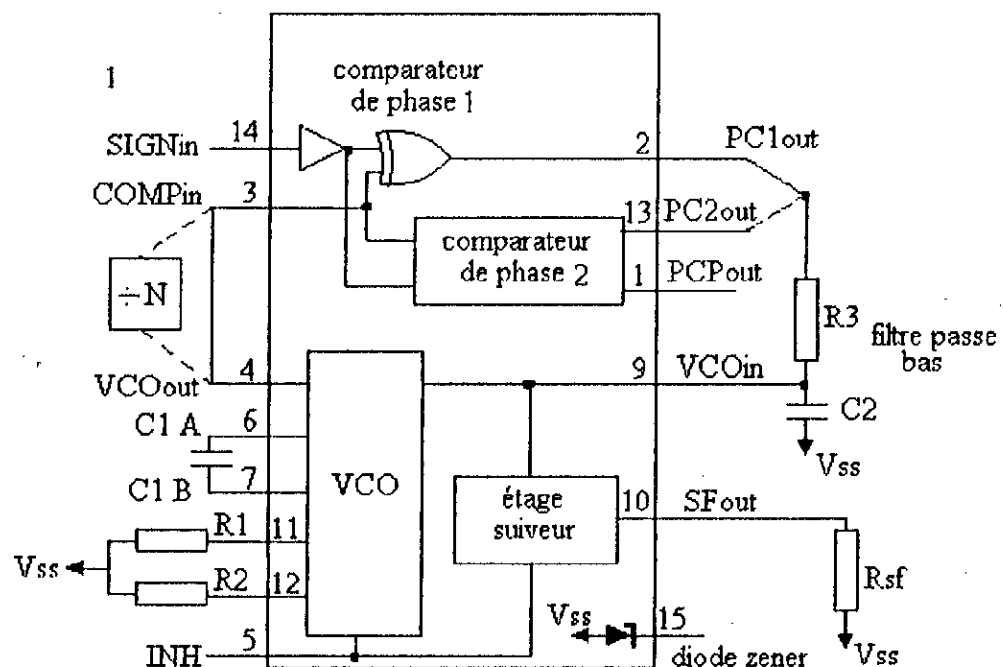 1
comparateur
de phase 1
SIGNin
14
2
PC1out
COMPin
3
13
PC2out
comparateur
de phase 2
1
PCPout
÷N
R3
filtre passe
bas
4
VCOout
9
VCOin
C1 A
6
C2
Vss
7
C1 B
VCO
étage
suiveur
10
SFout
R1
11
Vss
R2
12
Rsf
5
INH
Vss
15
diode zener
Vss